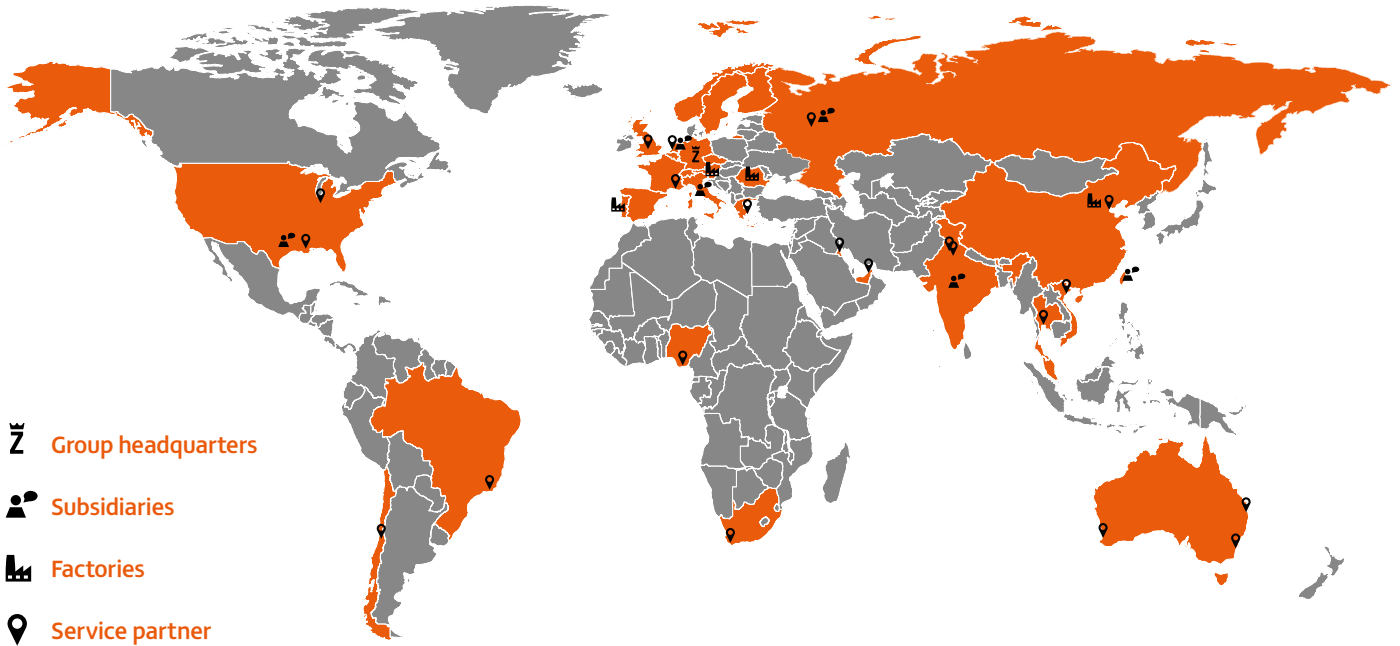 Ž
Group headquarters
Subsidiaries
Factories
Service partner